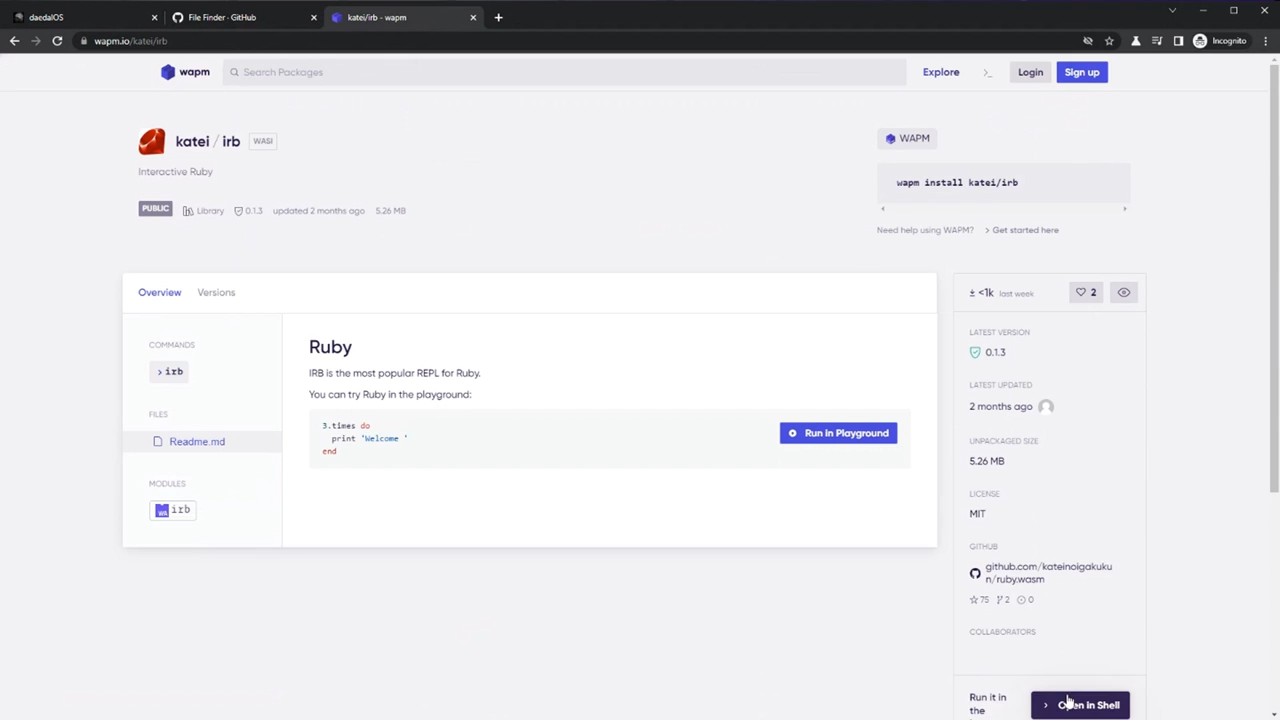 daedalOS
File Finder · GitHub
katei/irb - wapm
wapm.io/katei/irb
Incognito
wapm
Search Packages
Explore
Login
Sign up
katei / irb
WASI
Interactive Ruby
PUBLIC
Library
0.1.3
updated 2 months ago
5.26 MB
WAPM
wapm install katei/irb
Need help using WAPM?
> Get started here
Overview
Versions
COMMANDS
> irb
FILES
Readme.md
MODULES
WA irb
Ruby
IRB is the most popular REPL for Ruby.
You can try Ruby in the playground:
3.times do
print 'Welcome '
end
Run in Playground
<1k last week
2
LATEST VERSION
0.1.3
LATEST UPDATED
2 months ago
UNPACKAGED SIZE
5.26 MB
LICENSE
MIT
GITHUB
github.com/kateinoigakuku
n/ruby.wasm
75 2 0
COLLABORATORS
Run it in
the
> Open in Shell